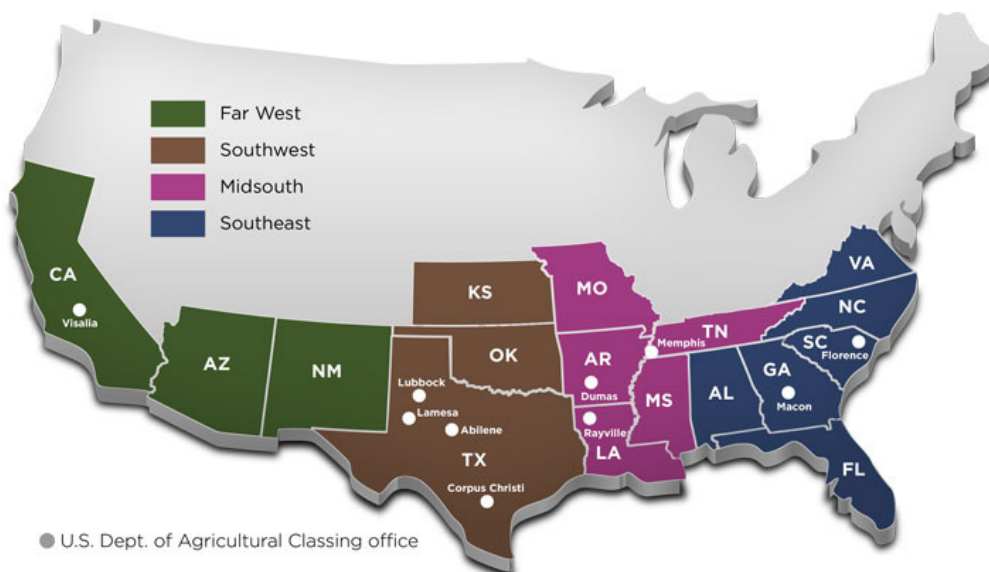 Far West
Southwest
Midsouth
Southeast
CA
Visalia
AZ
NM
KS
OK
Lubbock
Lamesa
Abilene
TX
Corpus Christi
MO
AR
Dumas
Rayville
LA
MS
Memphis
TN
AL
VA
NC
SC
Florence
GA
Macon
FL
U.S. Dept. of Agricultural Classing office